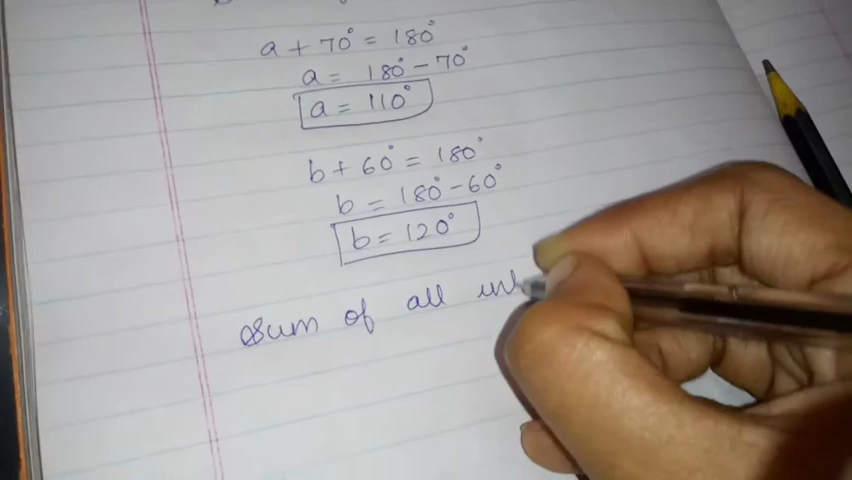 a + 70° = 180°
a = 180° - 70°
a = 110°
b + 60° = 180°
b = 180° - 60°
b = 120°
Sum of all